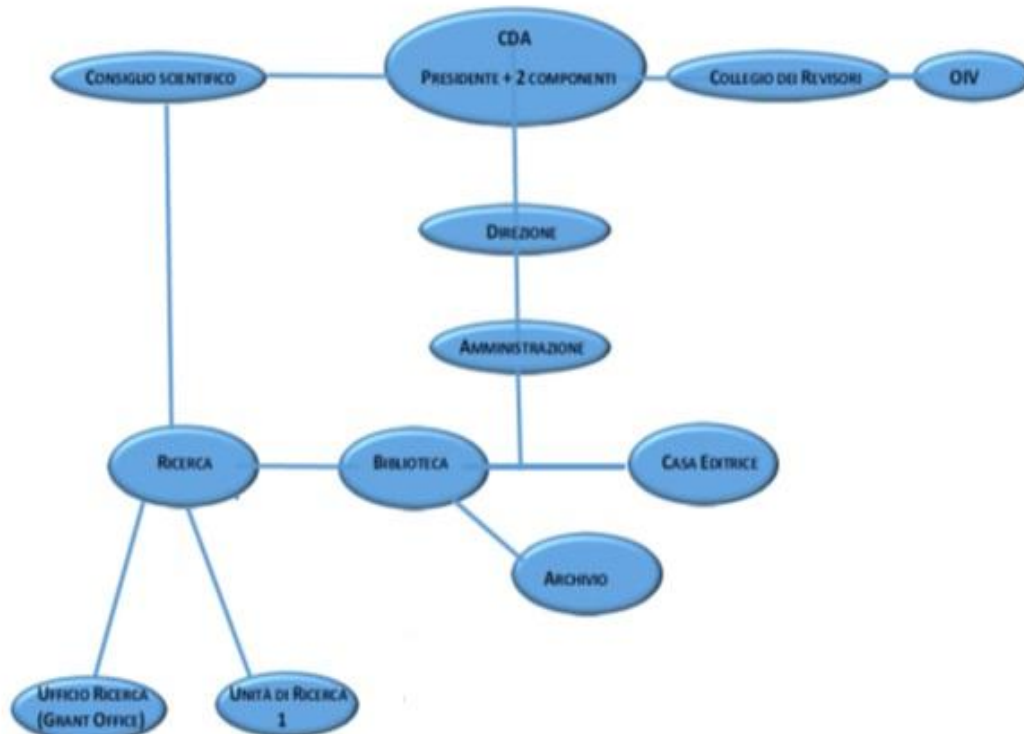 CDA
PRESIDENTE + 2 COMPONENTI
CONSIGLIO SCIENTIFICO
COLLEGIO DEI REVISORI
OIV
DIREZIONE
AMMINISTRAZIONE
RICERCA
BIBLIOTECA
CASA EDITRICE
ARCHIVIO
UFFICIO RICERCA
(GRANT OFFICE)
UNITÀ DI RICERCA
1